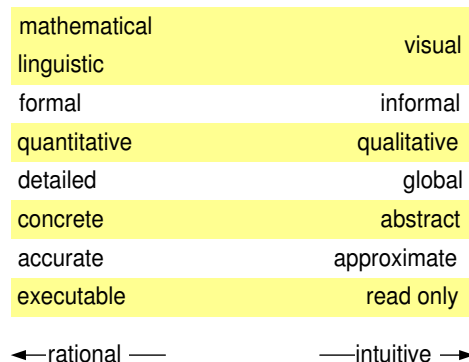 mathematical
linguistic visual
formal informal
quantitative qualitative
detailed global
concrete abstract
accurate approximate
executable read only
rational intuitive